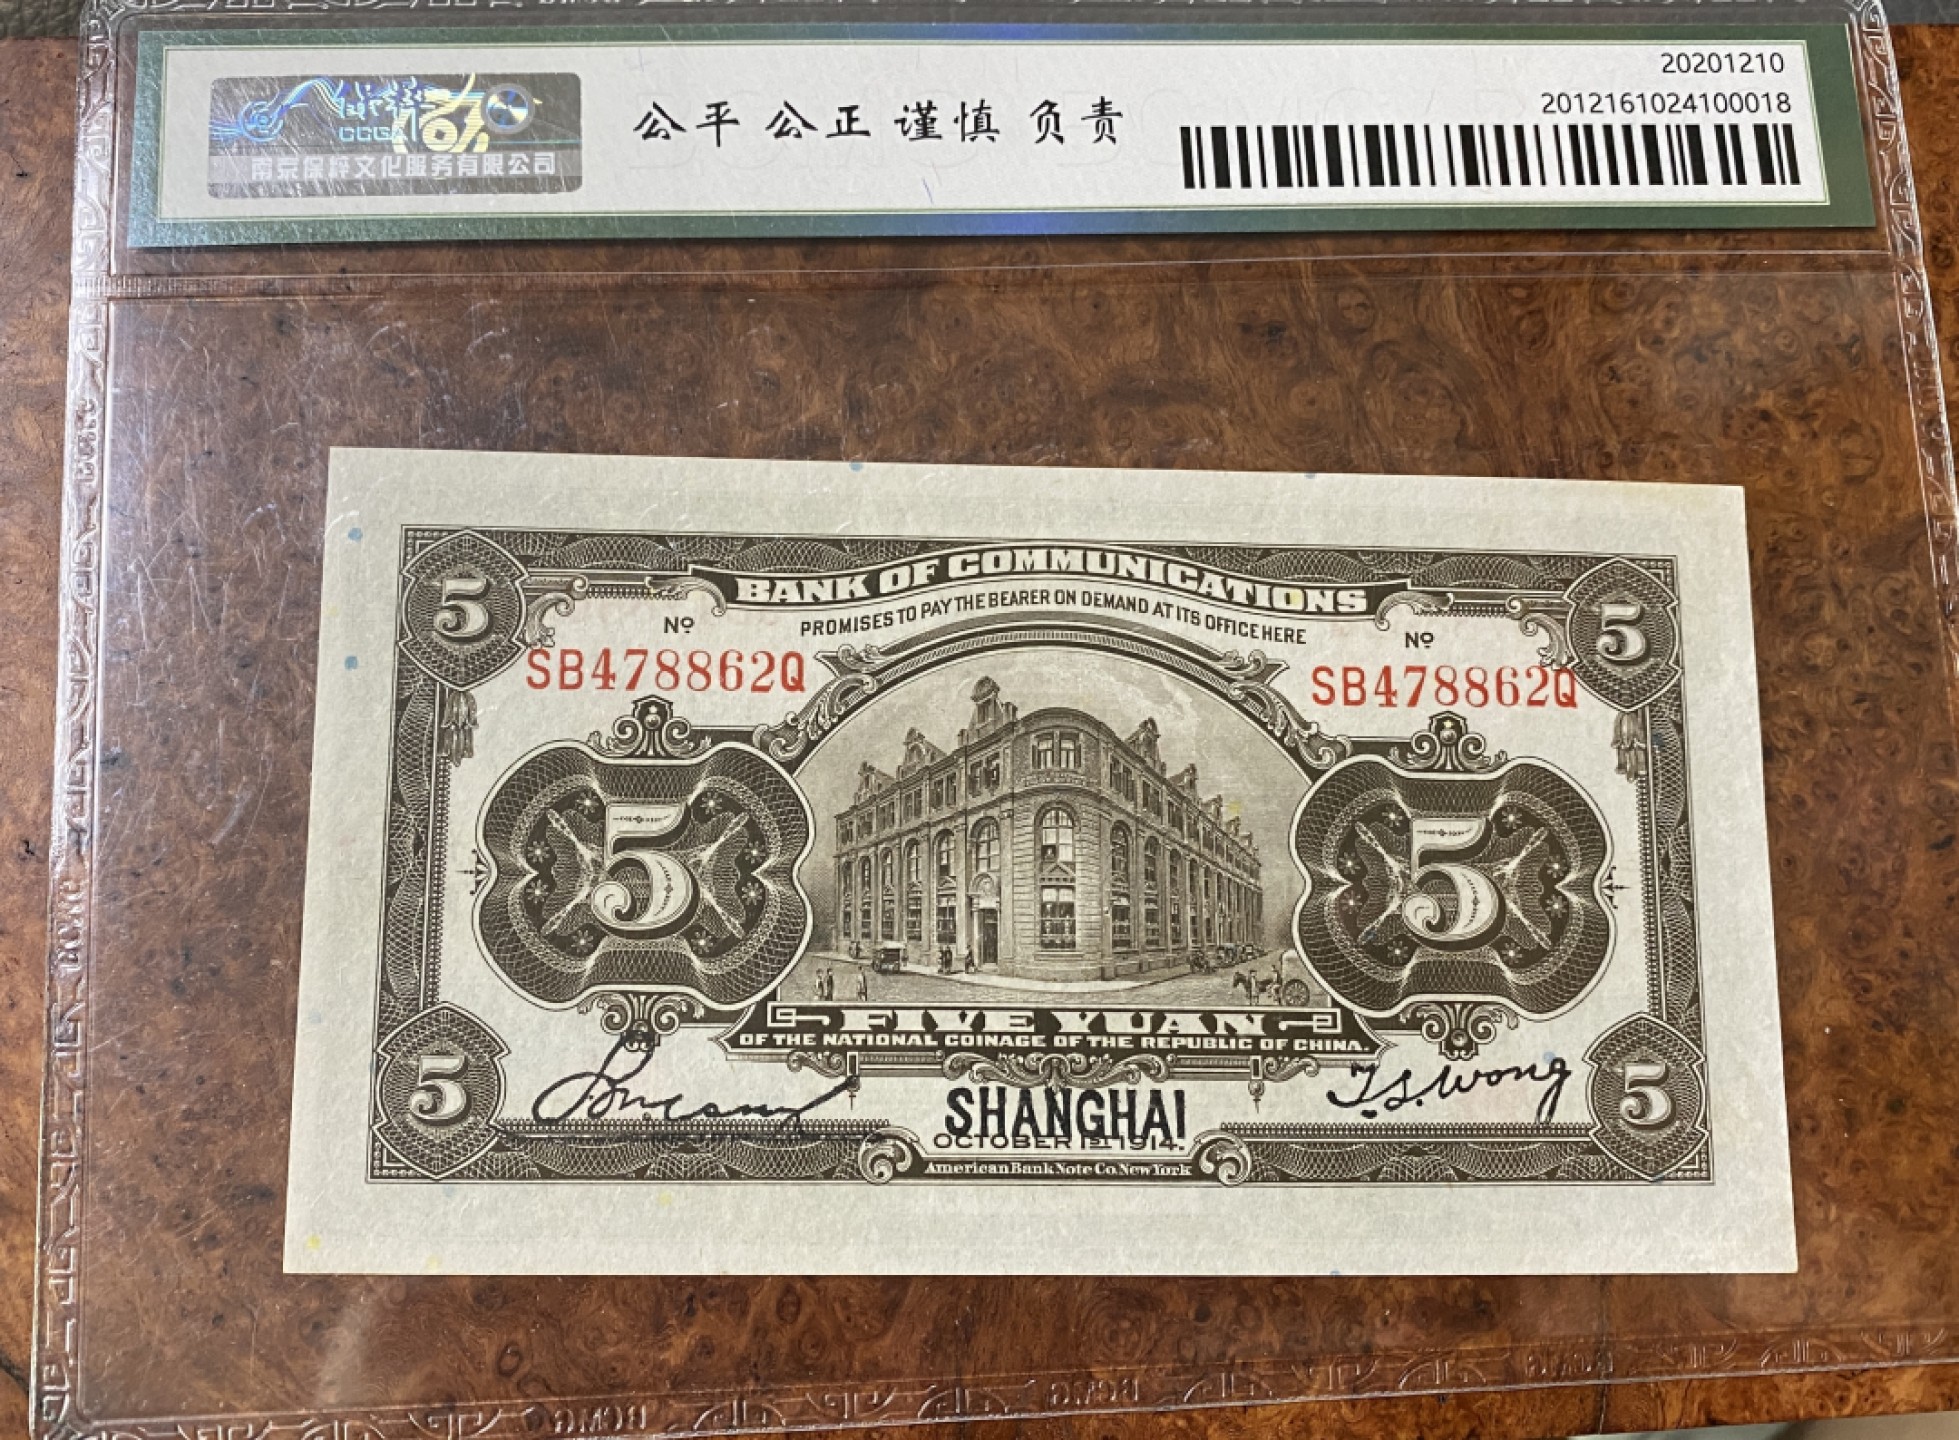 20201210
2012161024100018
公平 公正 谨慎 负责
南京保粹文化服务有限公司
BANK OF COMMUNICATIONS
PROMISES TO PAY THE BEARER ON DEMAND AT ITS OFFICE HERE
5 5
Nº Nº
SB478862Q SB478862Q
5 5
FIVE YUAN
OF THE NATIONAL COINAGE OF THE REPUBLIC OF CHINA.
5 T.S.Wong 5
SHANGHAI
OCTOBER 1ST 1914.
American Bank Note Co. New York
BCMG